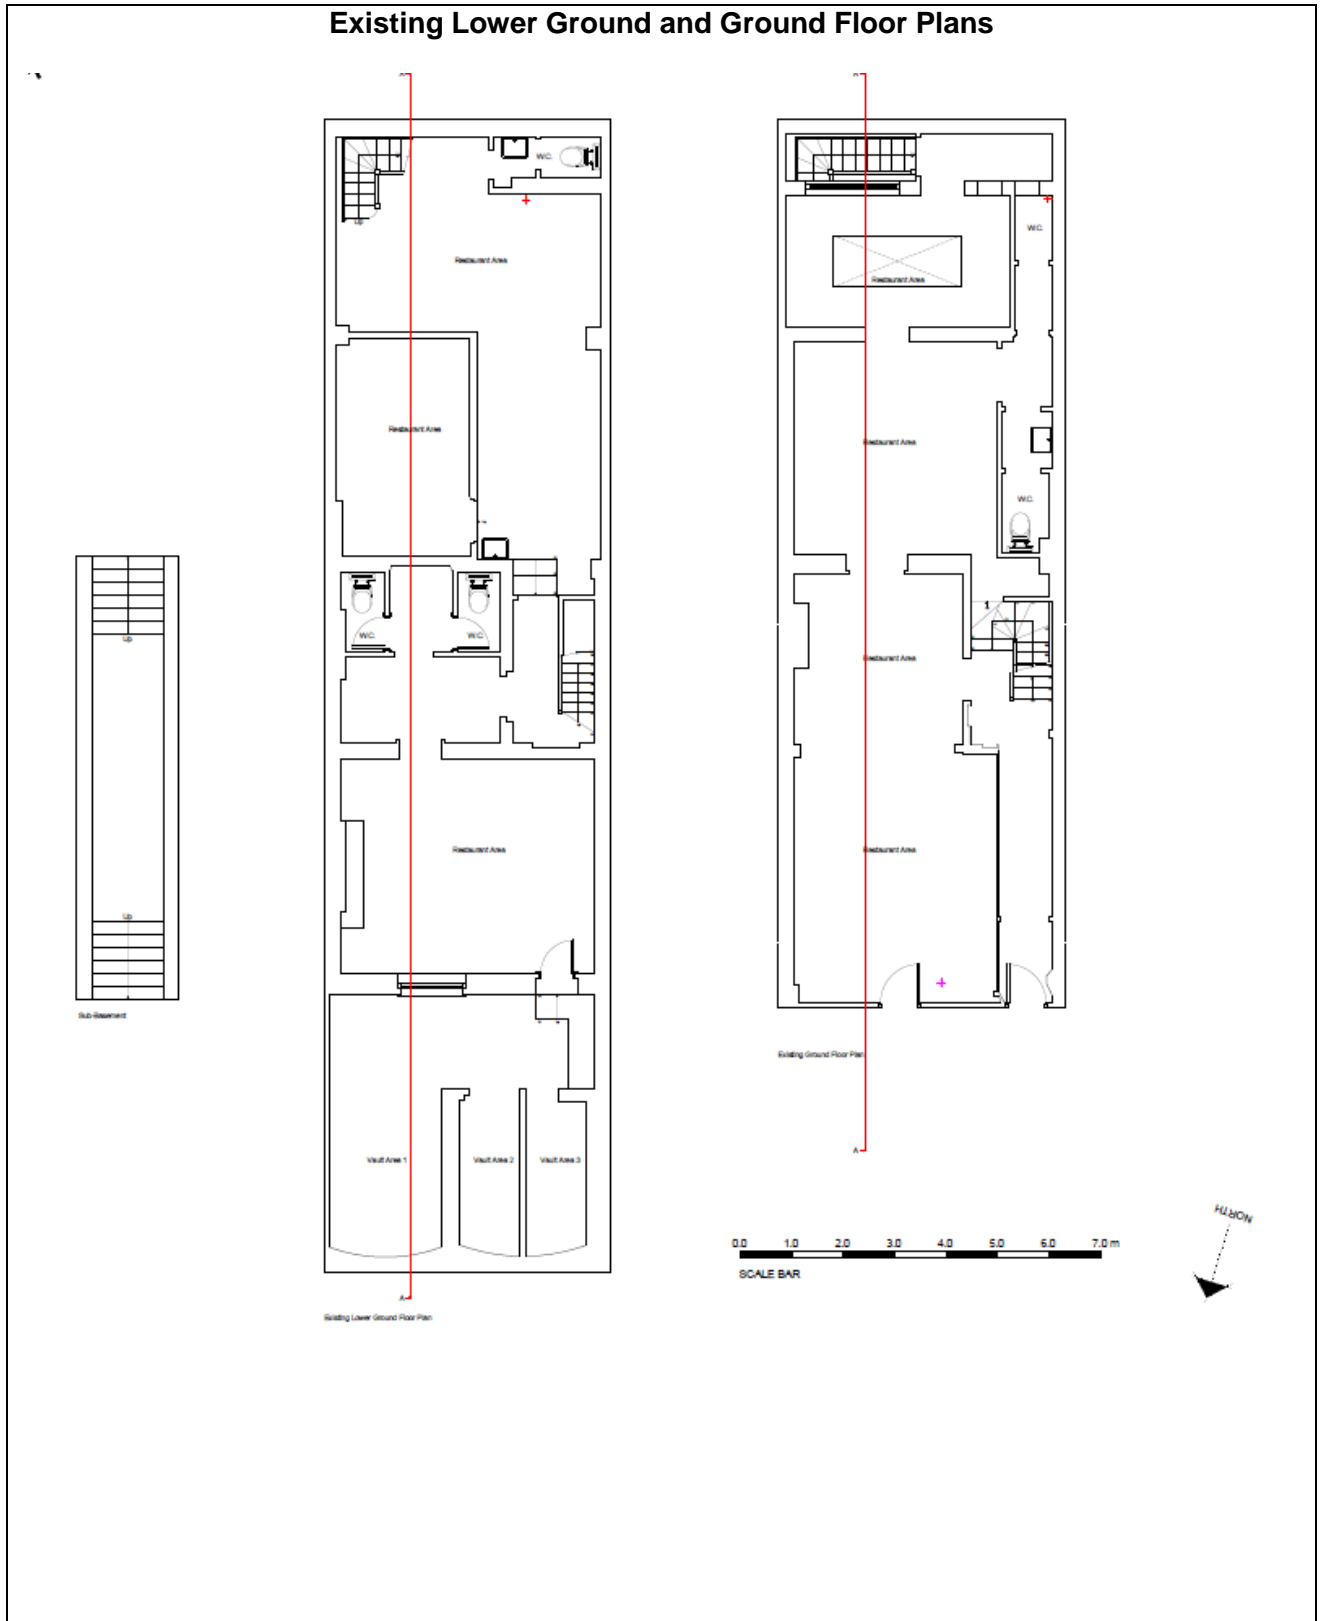 Existing Lower Ground and Ground Floor Plans
A
A
W.C.
Up
Restaurant Area
Restaurant Area
W.C.
W.C.
Restaurant Area
Vault Area 1
Vault Area 2
Vault Area 3
A
Existing Lower Ground Floor Plan
Up
Up
Sub-Basement
W.C.
Restaurant Area
Restaurant Area
W.C.
1
Restaurant Area
Restaurant Area
Existing Ground Floor Plan
A
0.0 1.0 2.0 3.0 4.0 5.0 6.0 7.0 m
SCALE BAR
NORTH